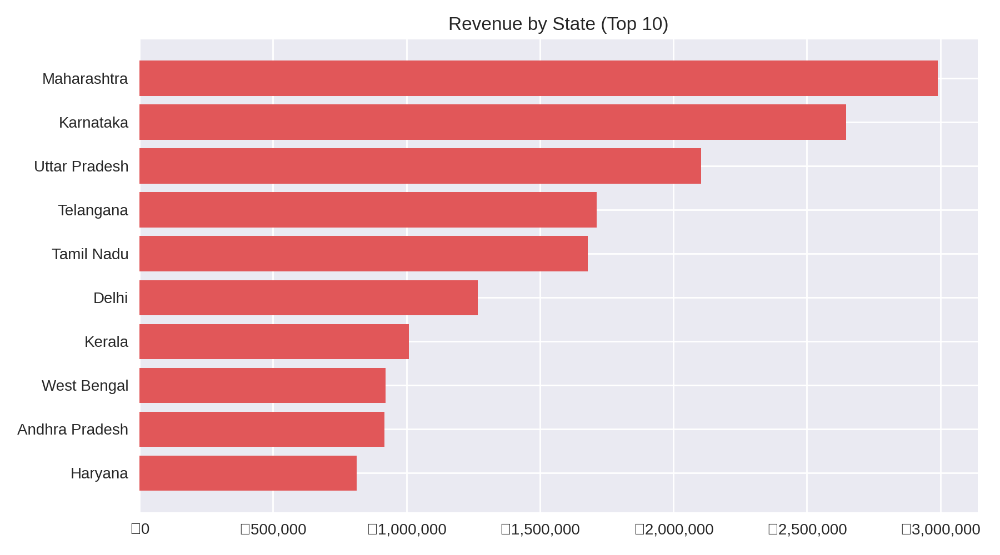 Revenue by State (Top 10)
Maharashtra
Karnataka
Uttar Pradesh
Telangana
Tamil Nadu
Delhi
Kerala
West Bengal
Andhra Pradesh
Haryana
□0 □500,000 □1,000,000 □1,500,000 □2,000,000 □2,500,000 □3,000,000